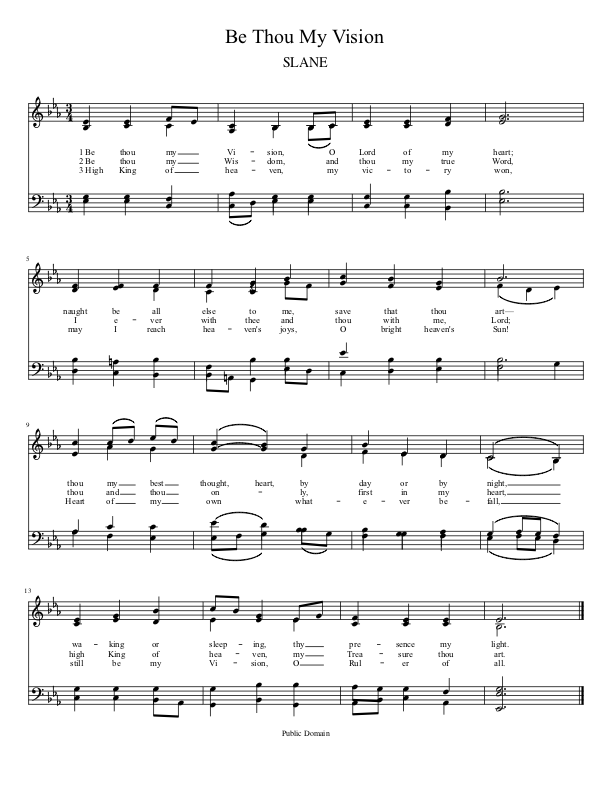 Be Thou My Vision
SLANE
1 Be thou my Vi - sion, O Lord of my heart;
2 Be thou my Wis - dom, and thou my true Word,
3 High King of hea - ven, my vic - to - ry won,
5
naught be all else to me, save that thou art—
I e - ver with thee and thou with me, Lord;
may I reach hea - ven's joys, O bright heaven's Sun!
9
thou my best thought, heart, by day or by night,
thou and thou on - ly, first in my heart,
Heart of my own what - e - ver be - fall,
13
wa - king or sleep - ing, thy pre - sence my light.
high King of hea - ven, my Trea - sure thou art.
still be my Vi - sion, O Rul - er of all.
Public Domain